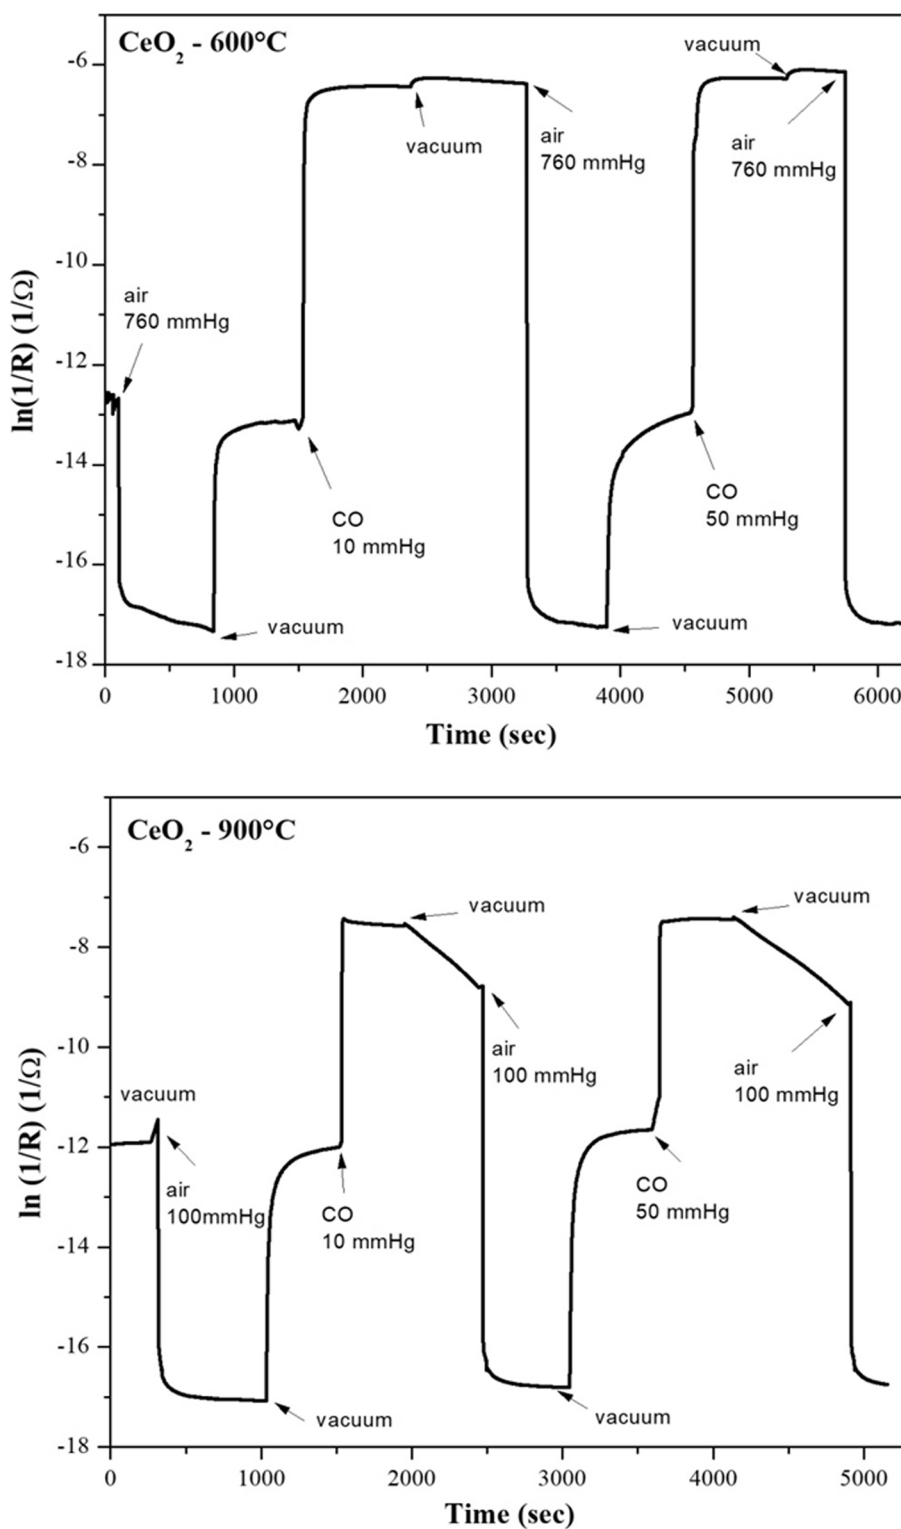 CeO2 - 600°C
vacuum
-6
air
760 mmHg
vacuum
air
760 mmHg
-8
-10
air
760 mmHg
-12
-14
CO
10 mmHg
CO
50 mmHg
-16
vacuum
vacuum
-18
ln(1/R) (1/Ω)
0 1000 2000 3000 4000 5000 6000
Time (sec)
CeO2 - 900°C
-6
vacuum
vacuum
-8
air
100 mmHg
air
100 mmHg
-10
vacuum
-12
air
100mmHg
CO
10 mmHg
CO
50 mmHg
-14
-16
vacuum
vacuum
-18
ln (1/R) (1/Ω)
0 1000 2000 3000 4000 5000
Time (sec)